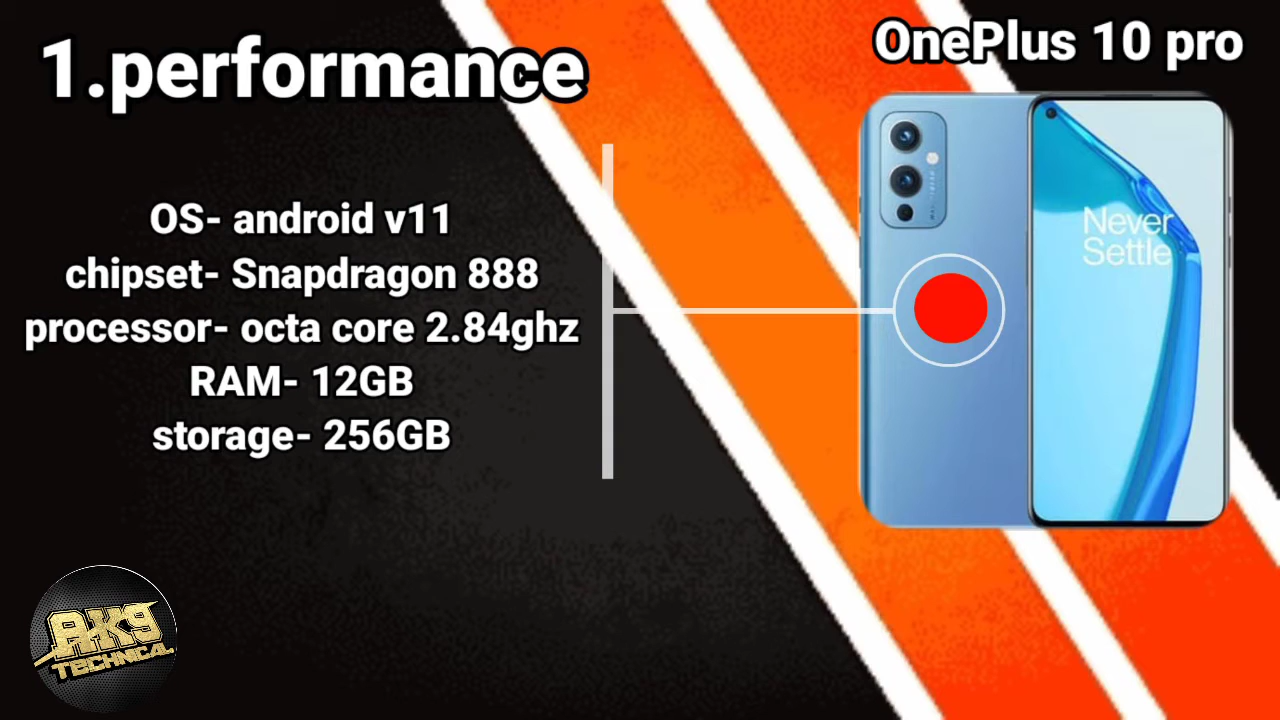 1.performance
OnePlus 10 pro
OS- android v11
chipset- Snapdragon 888
processor- octa core 2.84ghz
RAM- 12GB
storage- 256GB
Never
Settle
AK9
TECHNICAL